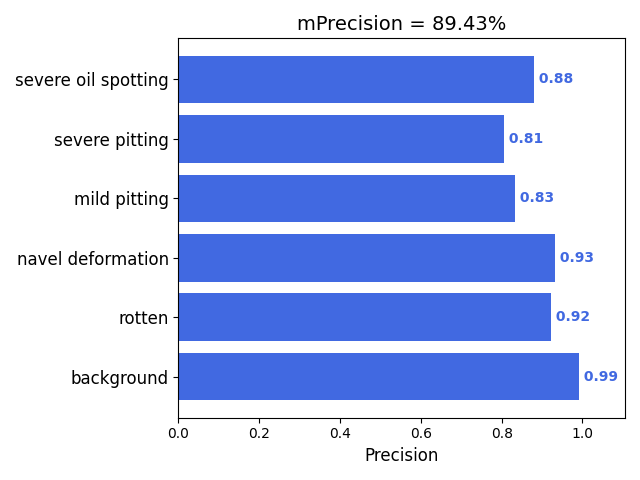 mPrecision = 89.43%
severe oil spotting 0.88
severe pitting 0.81
mild pitting 0.83
navel deformation 0.93
rotten 0.92
background 0.99
0.0 0.2 0.4 0.6 0.8 1.0
Precision